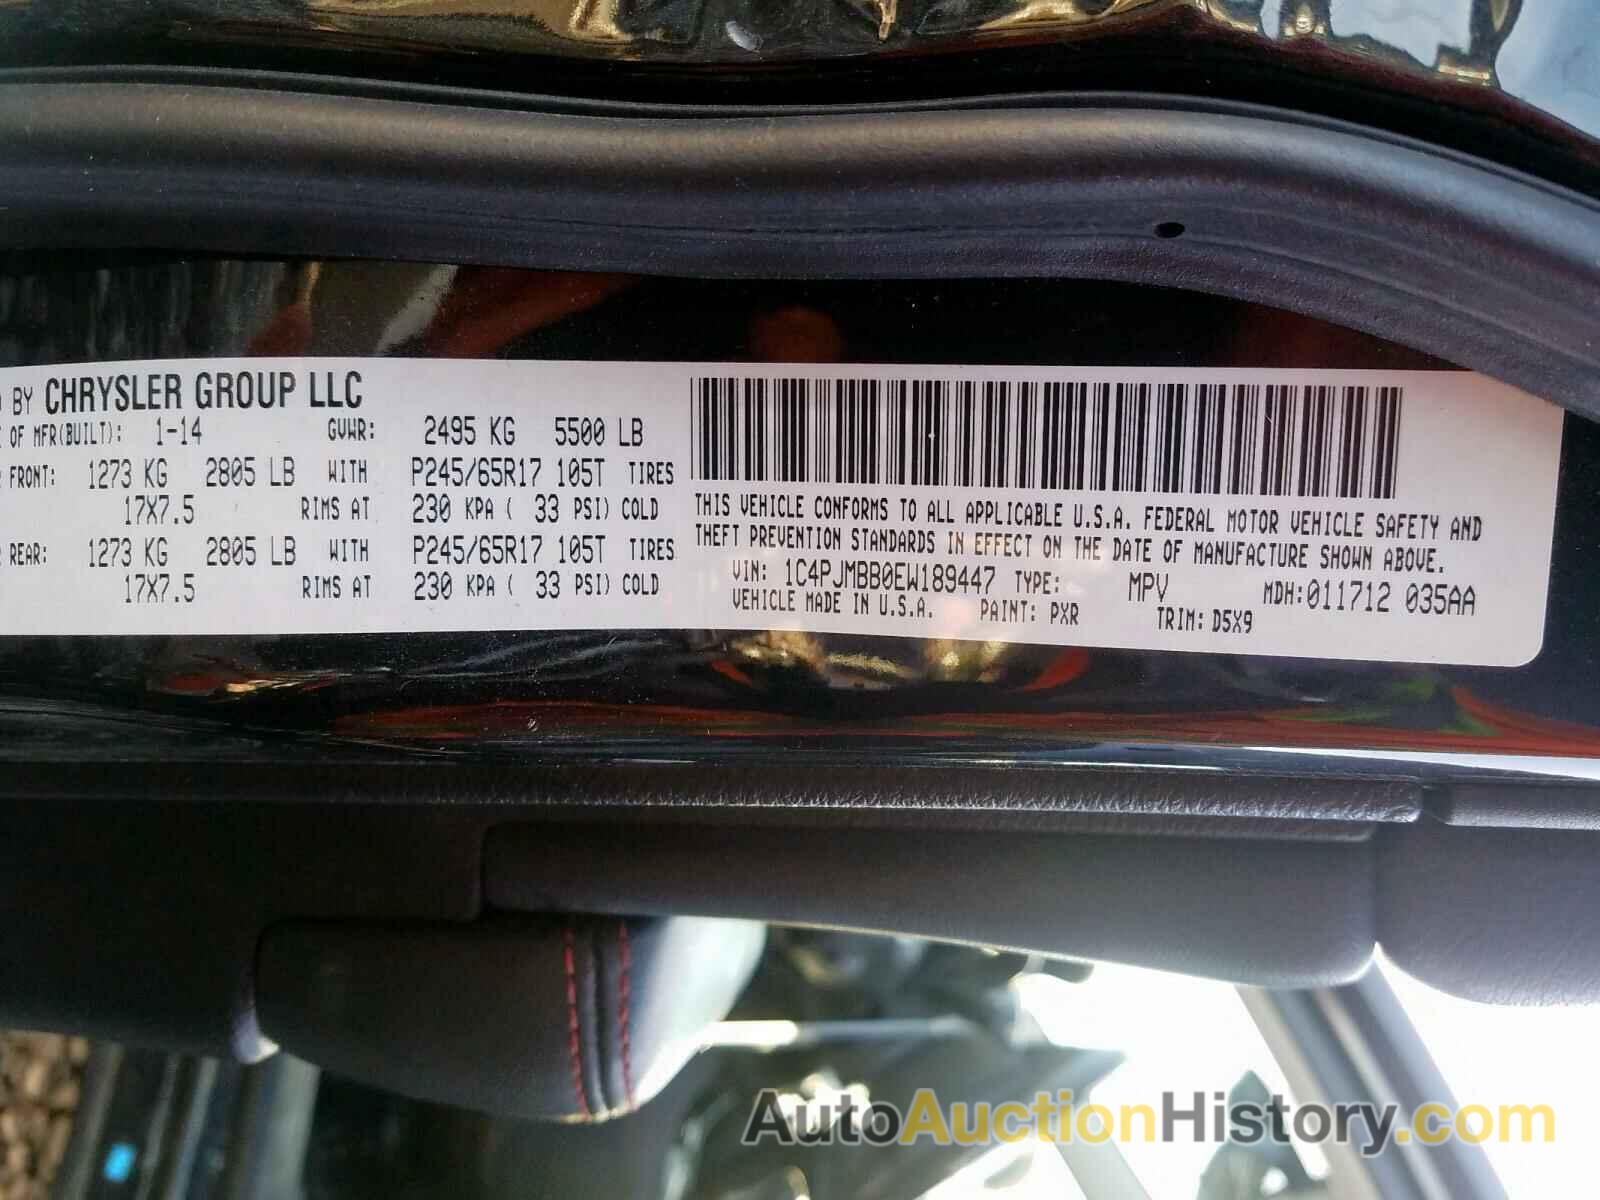 BY CHRYSLER GROUP LLC
OF MFR(BUILT): 1-14 GVWR: 2495 KG 5500 LB
FRONT: 1273 KG 2805 LB WITH P245/65R17 105T TIRES
17X7.5 RIMS AT 230 KPA ( 33 PSI) COLD
REAR: 1273 KG 2805 LB WITH P245/65R17 105T TIRES
17X7.5 RIMS AT 230 KPA ( 33 PSI) COLD
THIS VEHICLE CONFORMS TO ALL APPLICABLE U.S.A. FEDERAL MOTOR VEHICLE SAFETY AND
THEFT PREVENTION STANDARDS IN EFFECT ON THE DATE OF MANUFACTURE SHOWN ABOVE.
VIN: 1C4PJMBB0EW189447 TYPE: MPV MDH:011712 035AA
VEHICLE MADE IN U.S.A. PAINT: PXR TRIM: D5X9
AutoAuctionHistory.com